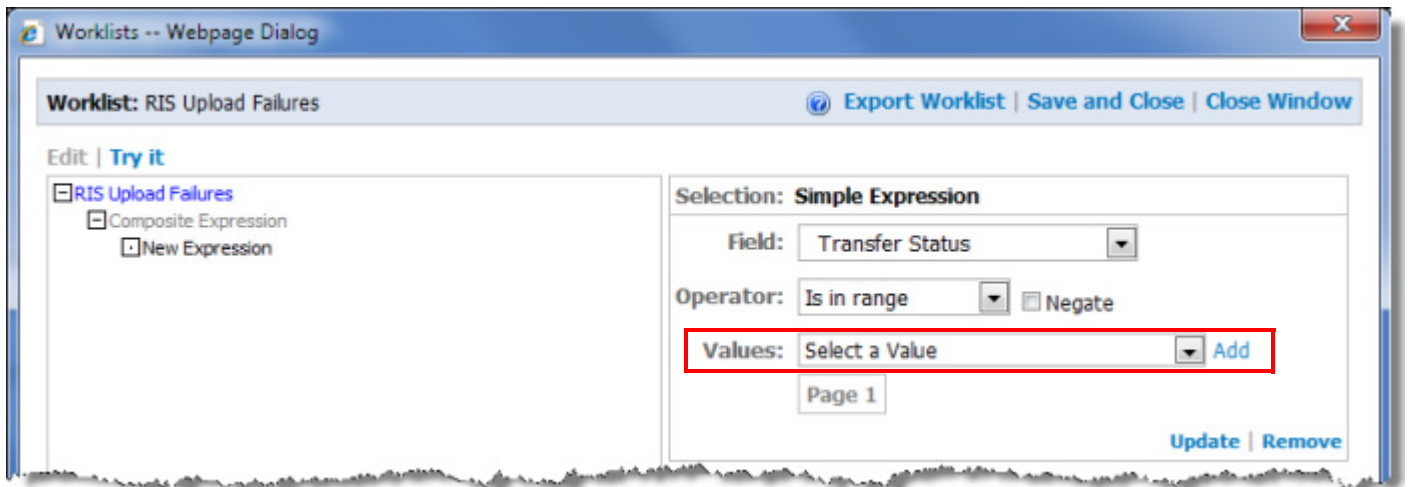 Worklists -- Webpage Dialog
Worklist: RIS Upload Failures
Export Worklist | Save and Close | Close Window
Edit | Try it
RIS Upload Failures
Composite Expression
New Expression
Selection: Simple Expression
Field: Transfer Status
Operator: Is in range Negate
Values: Select a Value Add
Page 1
Update | Remove